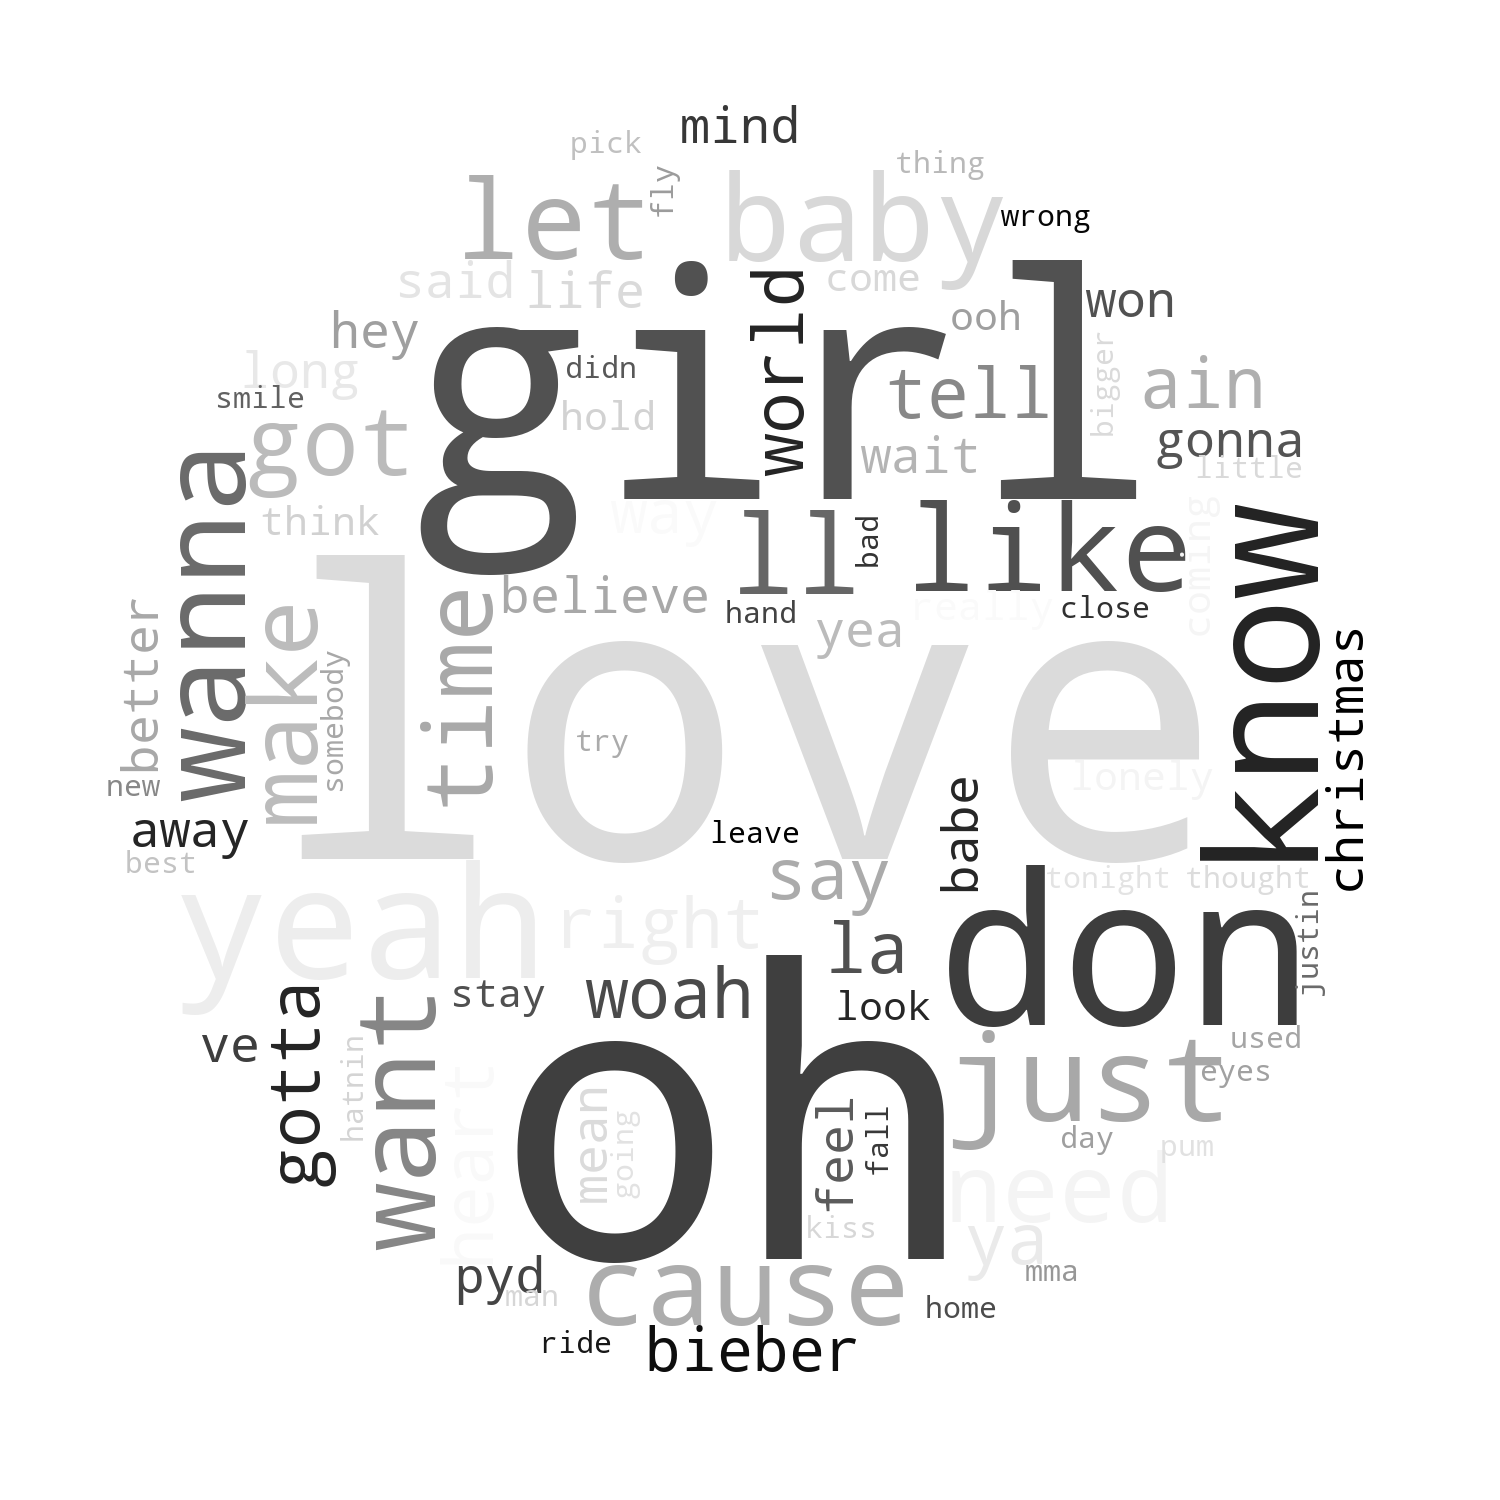 mind
pick
thing
let
fly
baby
wrong
said
life
girl
world
come
ooh
won
hey
long
didn
smile
hold
tell
bigger
ain
got
wait
gonna
little
wanna
think
way
ll
bad
like
coming
know
believe
hand
really
close
time
yea
better
make
somebody
love
try
christmas
new
lonely
away
leave
babe
best
yeah
right
say
tonight
thought
don
justin
la
woah
stay
look
gotta
want
ve
hatnin
oh
just
used
eyes
heart
mean
going
feel
fall
day
pum
need
kiss
ya
pyd
man
cause
mma
home
ride
bieber